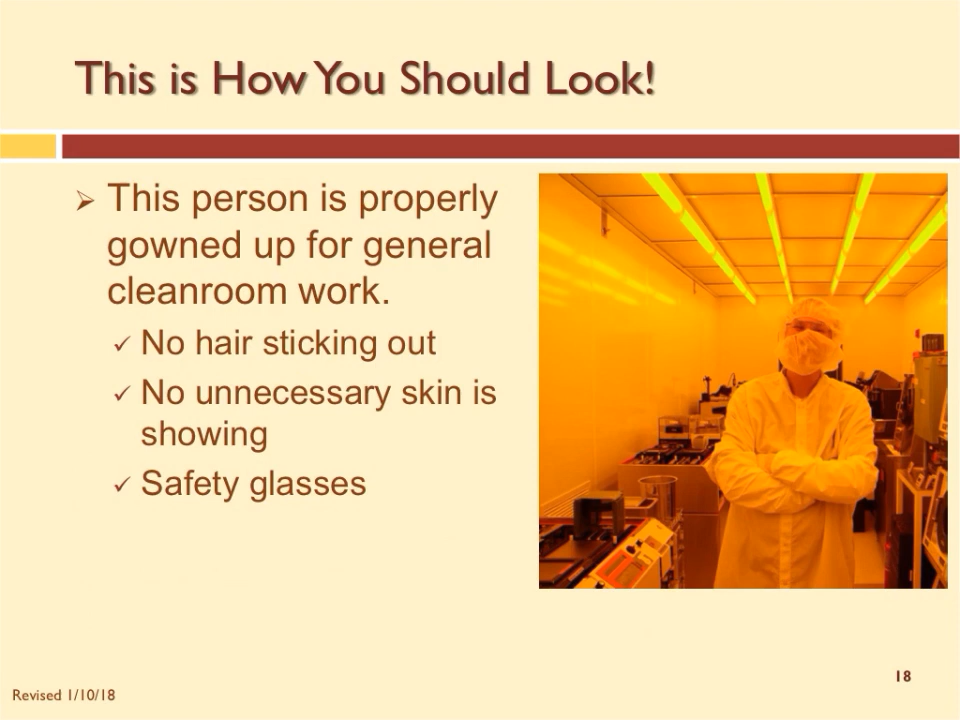 This is How You Should Look!
➢ This person is properly
gowned up for general
cleanroom work.
✓ No hair sticking out
✓ No unnecessary skin is
showing
✓ Safety glasses
18
Revised 1/10/18